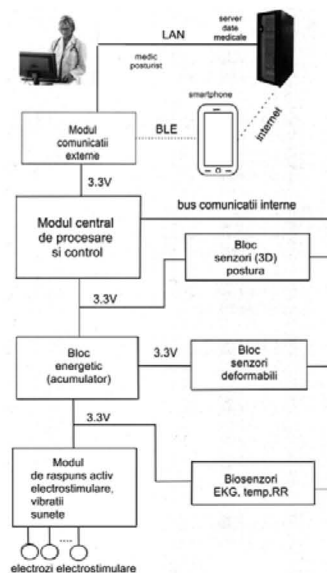 LAN
server
date
medicale
medic
posturist
smartphone
BLE
internet
Modul
comunicatii
externe
3.3V
bus comunicatii interne
Modul central
de procesare
si control
Bloc
senzori (3D)
postura
3.3V
Bloc
energetic
(acumulator)
3.3V
Bloc
senzori
deformabili
3.3V
Modul
de raspuns activ
electrostimulare,
vibratii
sunete
Biosenzori
EKG, temp,RR
electrozi electrostimulare